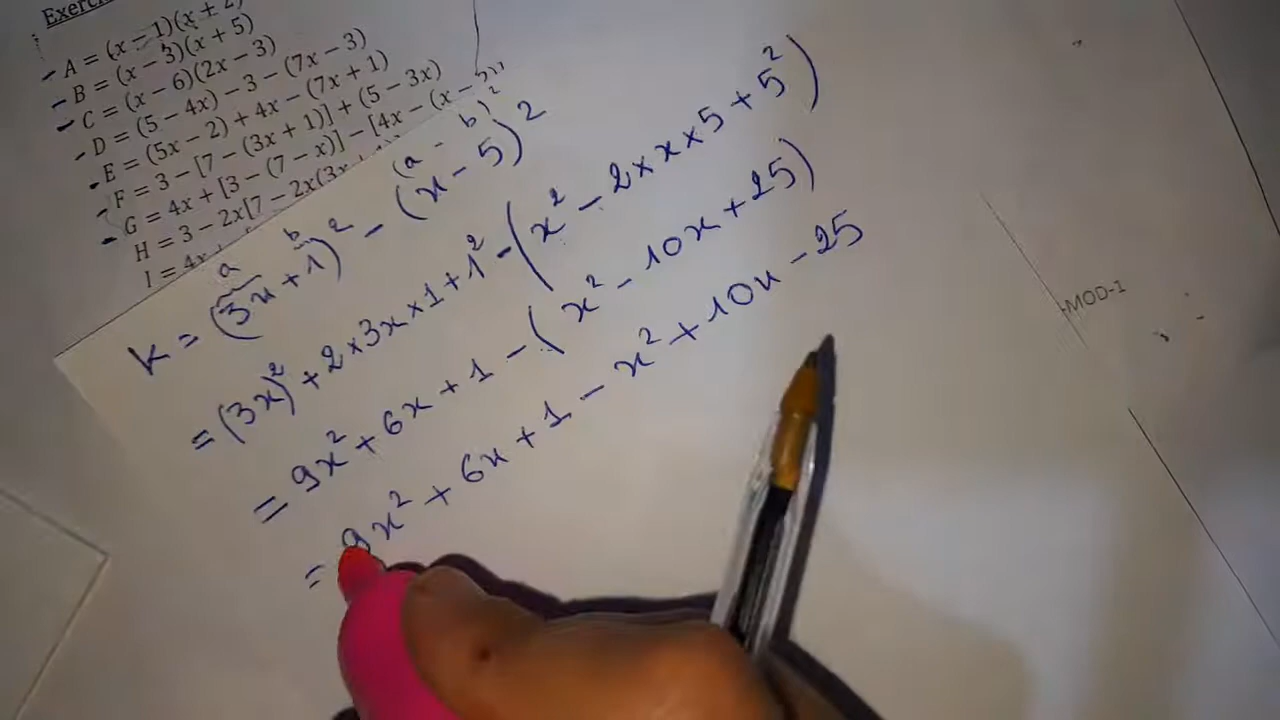 Exerci
- A = (x − 1)(x + 2
- B = (x − 3)(x + 5)
- C = (x − 6)(2x − 3)
- D = (5 − 4x) − 3 − (7x − 3)
- E = (5x − 2) + 4x − (7x + 1)
- F = 3 − [7 − (3x + 1)] + (5 − 3x)
- G = 4x + [3 − (7 − x)] − [4x − (x −
H = 3 − 2x[7 − 2x(3x
I = 4x
(a - b)²
a b
K = (3x + 1)² − (x − 5)²
= (3x)² + 2×3x×1 + 1² − (x² − 2×x×5 + 5²)
= 9x² + 6x + 1 − (x² − 10x + 25)
= 9x² + 6x + 1 − x² + 10x − 25
MOD-1